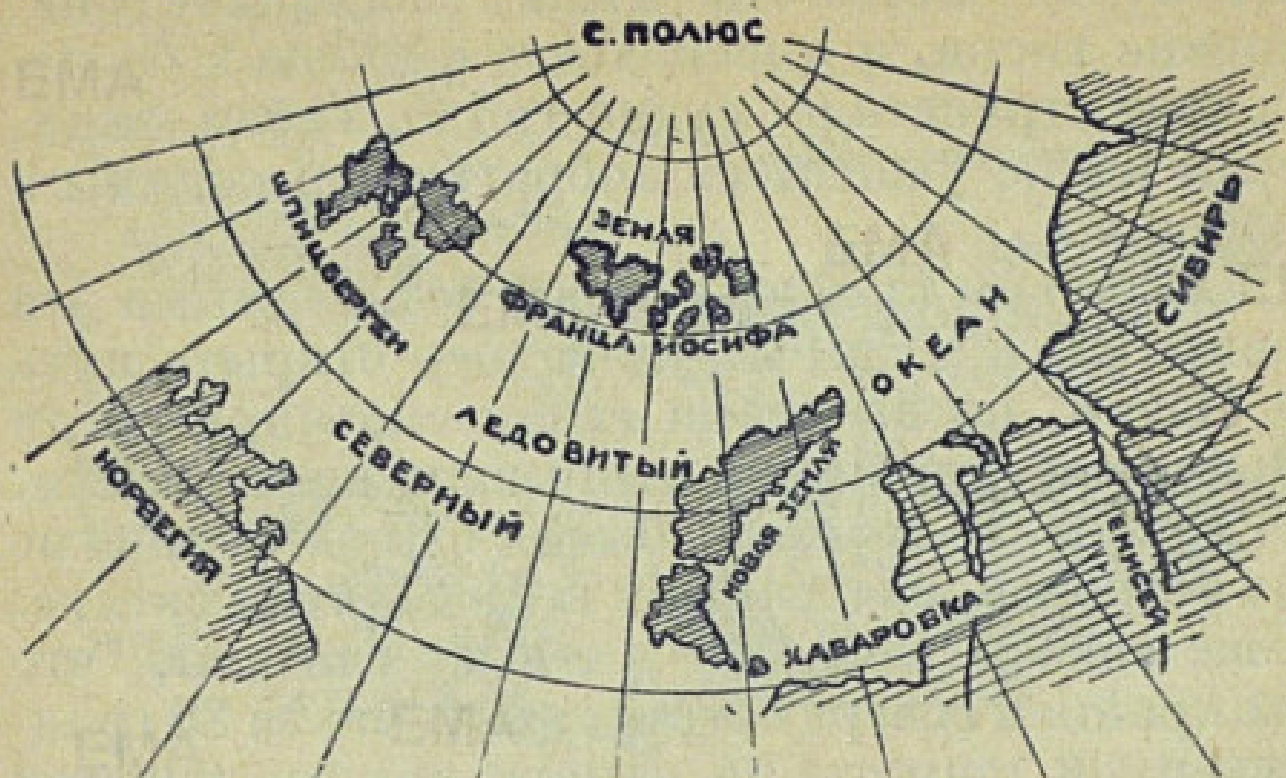 С. ПОЛЮС
ШПИЦБЕРГЕН
ЗЕМЛЯ
ФРАНЦА ИОСИФА
СИБИРЬ
СЕВЕРНЫЙ
ЛЕДОВИТЫЙ
ОКЕАН
НОРВЕГИЯ
НОВАЯ ЗЕМЛЯ
ХАБАРОВКА
ЕНИСЕЙ